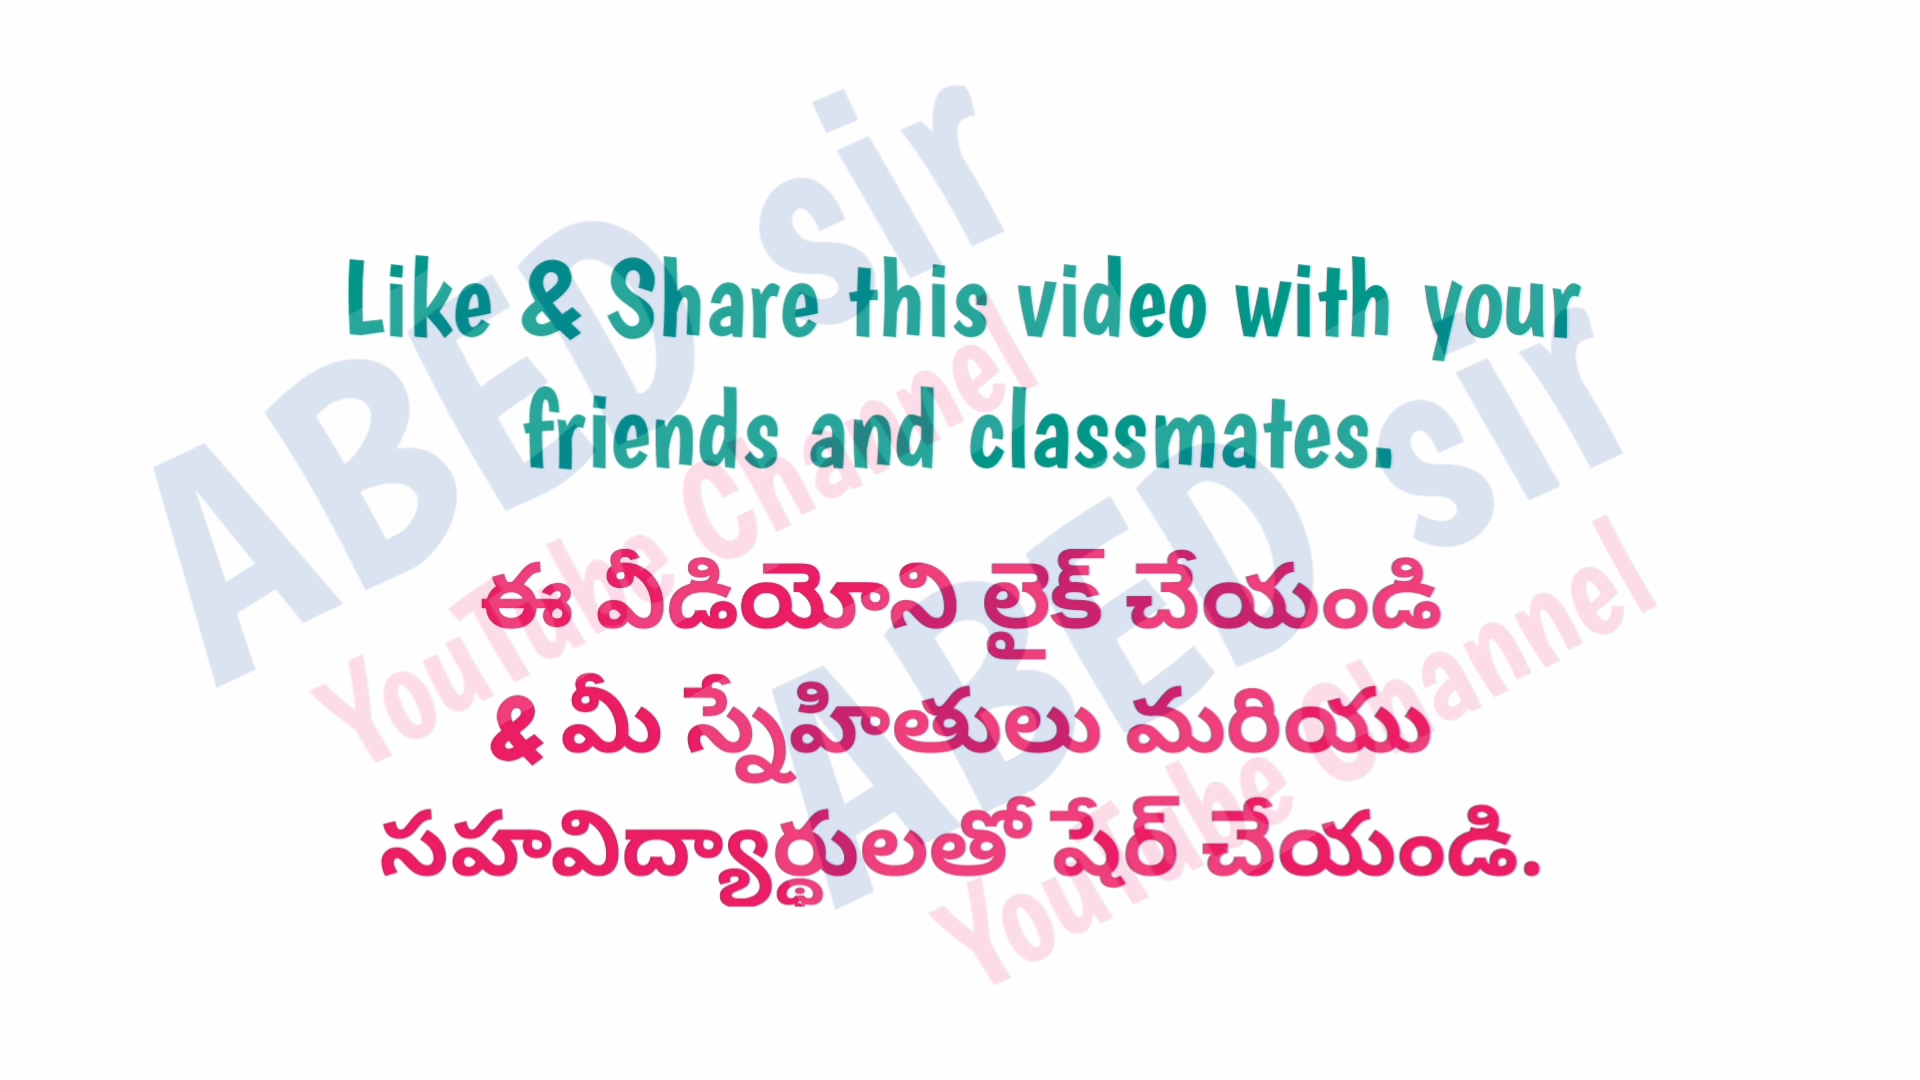 Like & Share this video with your
friends and classmates.
ఈ వీడియోని లైక్ చేయండి
& మీ స్నేహితులు మరియు
సహవిద్యార్థులతో షేర్ చేయండి.
ABED sir
YouTube Channel
ABED sir
YouTube Channel